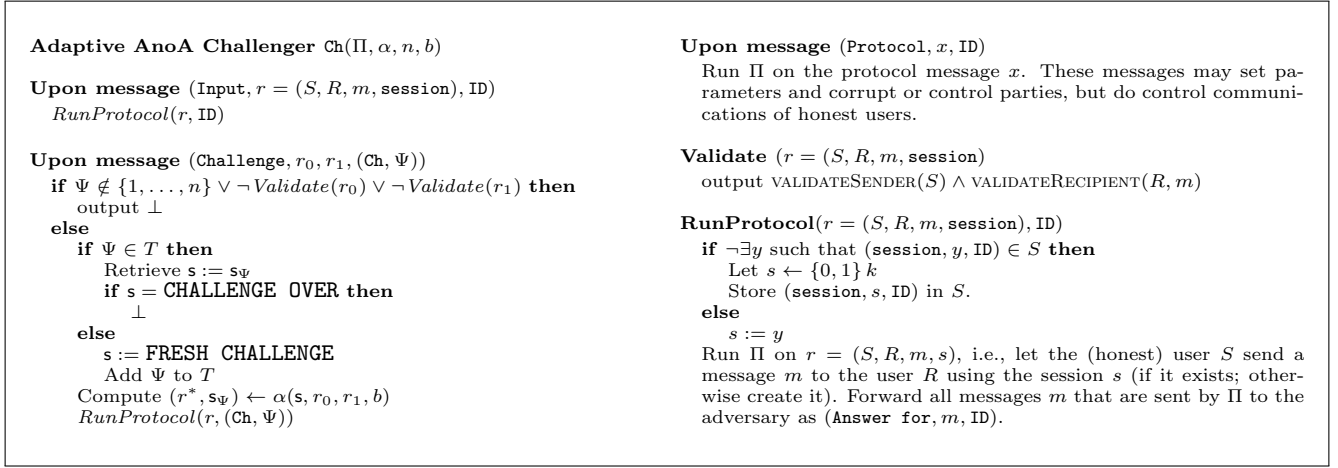 Adaptive AnoA Challenger Ch(Π, α, n, b)
Upon message (Input, r = (S, R, m, session), ID)
RunProtocol(r, ID)
Upon message (Challenge, r₀, r₁, (Ch, Ψ))
if Ψ ∉ {1, . . . , n} ∨ ¬Validate(r₀) ∨ ¬Validate(r₁) then
output ⊥
else
if Ψ ∈ T then
Retrieve s := s_Ψ
if s = CHALLENGE OVER then
⊥
else
s := FRESH CHALLENGE
Add Ψ to T
Compute (r*, s_Ψ) ← α(s, r₀, r₁, b)
RunProtocol(r, (Ch, Ψ))
Upon message (Protocol, x, ID)
Run Π on the protocol message x. These messages may set pa-
rameters and corrupt or control parties, but do control communi-
cations of honest users.
Validate (r = (S, R, m, session)
output VALIDATESENDER(S) ∧ VALIDATERECIPIENT(R, m)
RunProtocol(r = (S, R, m, session), ID)
if ¬∃y such that (session, y, ID) ∈ S then
Let s ← {0, 1} k
Store (session, s, ID) in S.
else
s := y
Run Π on r = (S, R, m, s), i.e., let the (honest) user S send a
message m to the user R using the session s (if it exists; other-
wise create it). Forward all messages m that are sent by Π to the
adversary as (Answer for, m, ID).